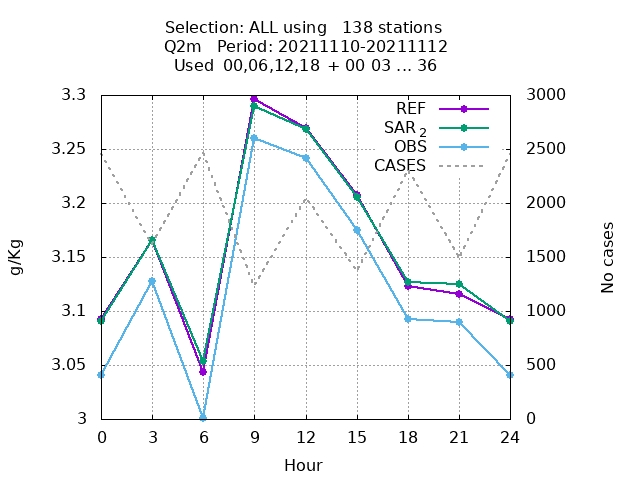 Selection: ALL using 138 stations
Q2m Period: 20211110-20211112
Used 00,06,12,18 + 00 03 ... 36
3.3
3.25
3.2
3.15
3.1
3.05
3
3000
2500
2000
1500
1000
500
0
REF
SAR 2
OBS
CASES
g/Kg
No cases
0 3 6 9 12 15 18 21 24
Hour